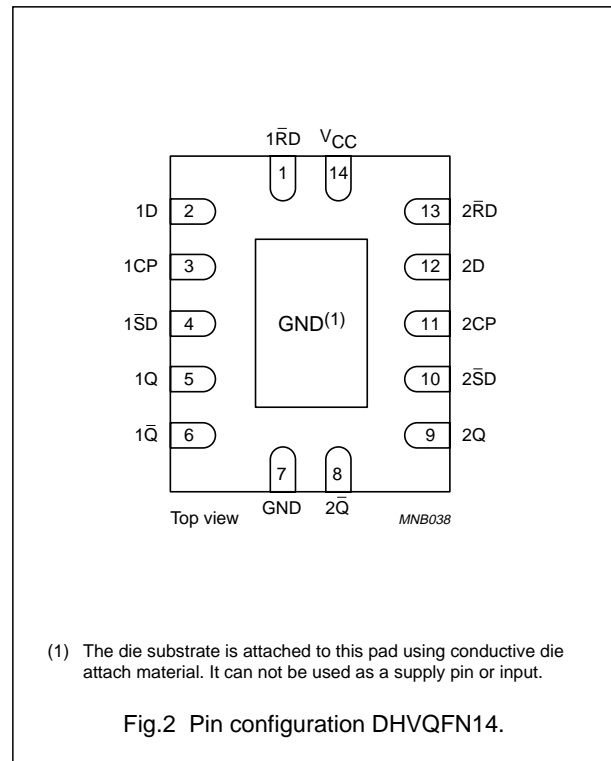 1R̅D VCC
1 14
1D 2 13 2R̅D
1CP 3 12 2D
1S̅D 4 GND(1) 11 2CP
1Q 5 10 2S̅D
1Q̅ 6 9 2Q
7 8
Top view GND 2Q̅ MNB038
(1) The die substrate is attached to this pad using conductive die
attach material. It can not be used as a supply pin or input.
Fig.2 Pin configuration DHVQFN14.